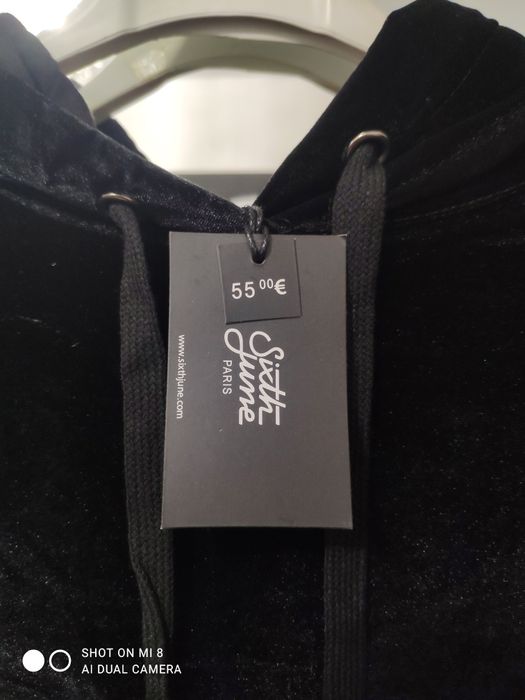 55 00€
Sixth
June
PARIS
www.sixthjune.com
SHOT ON MI 8
AI DUAL CAMERA